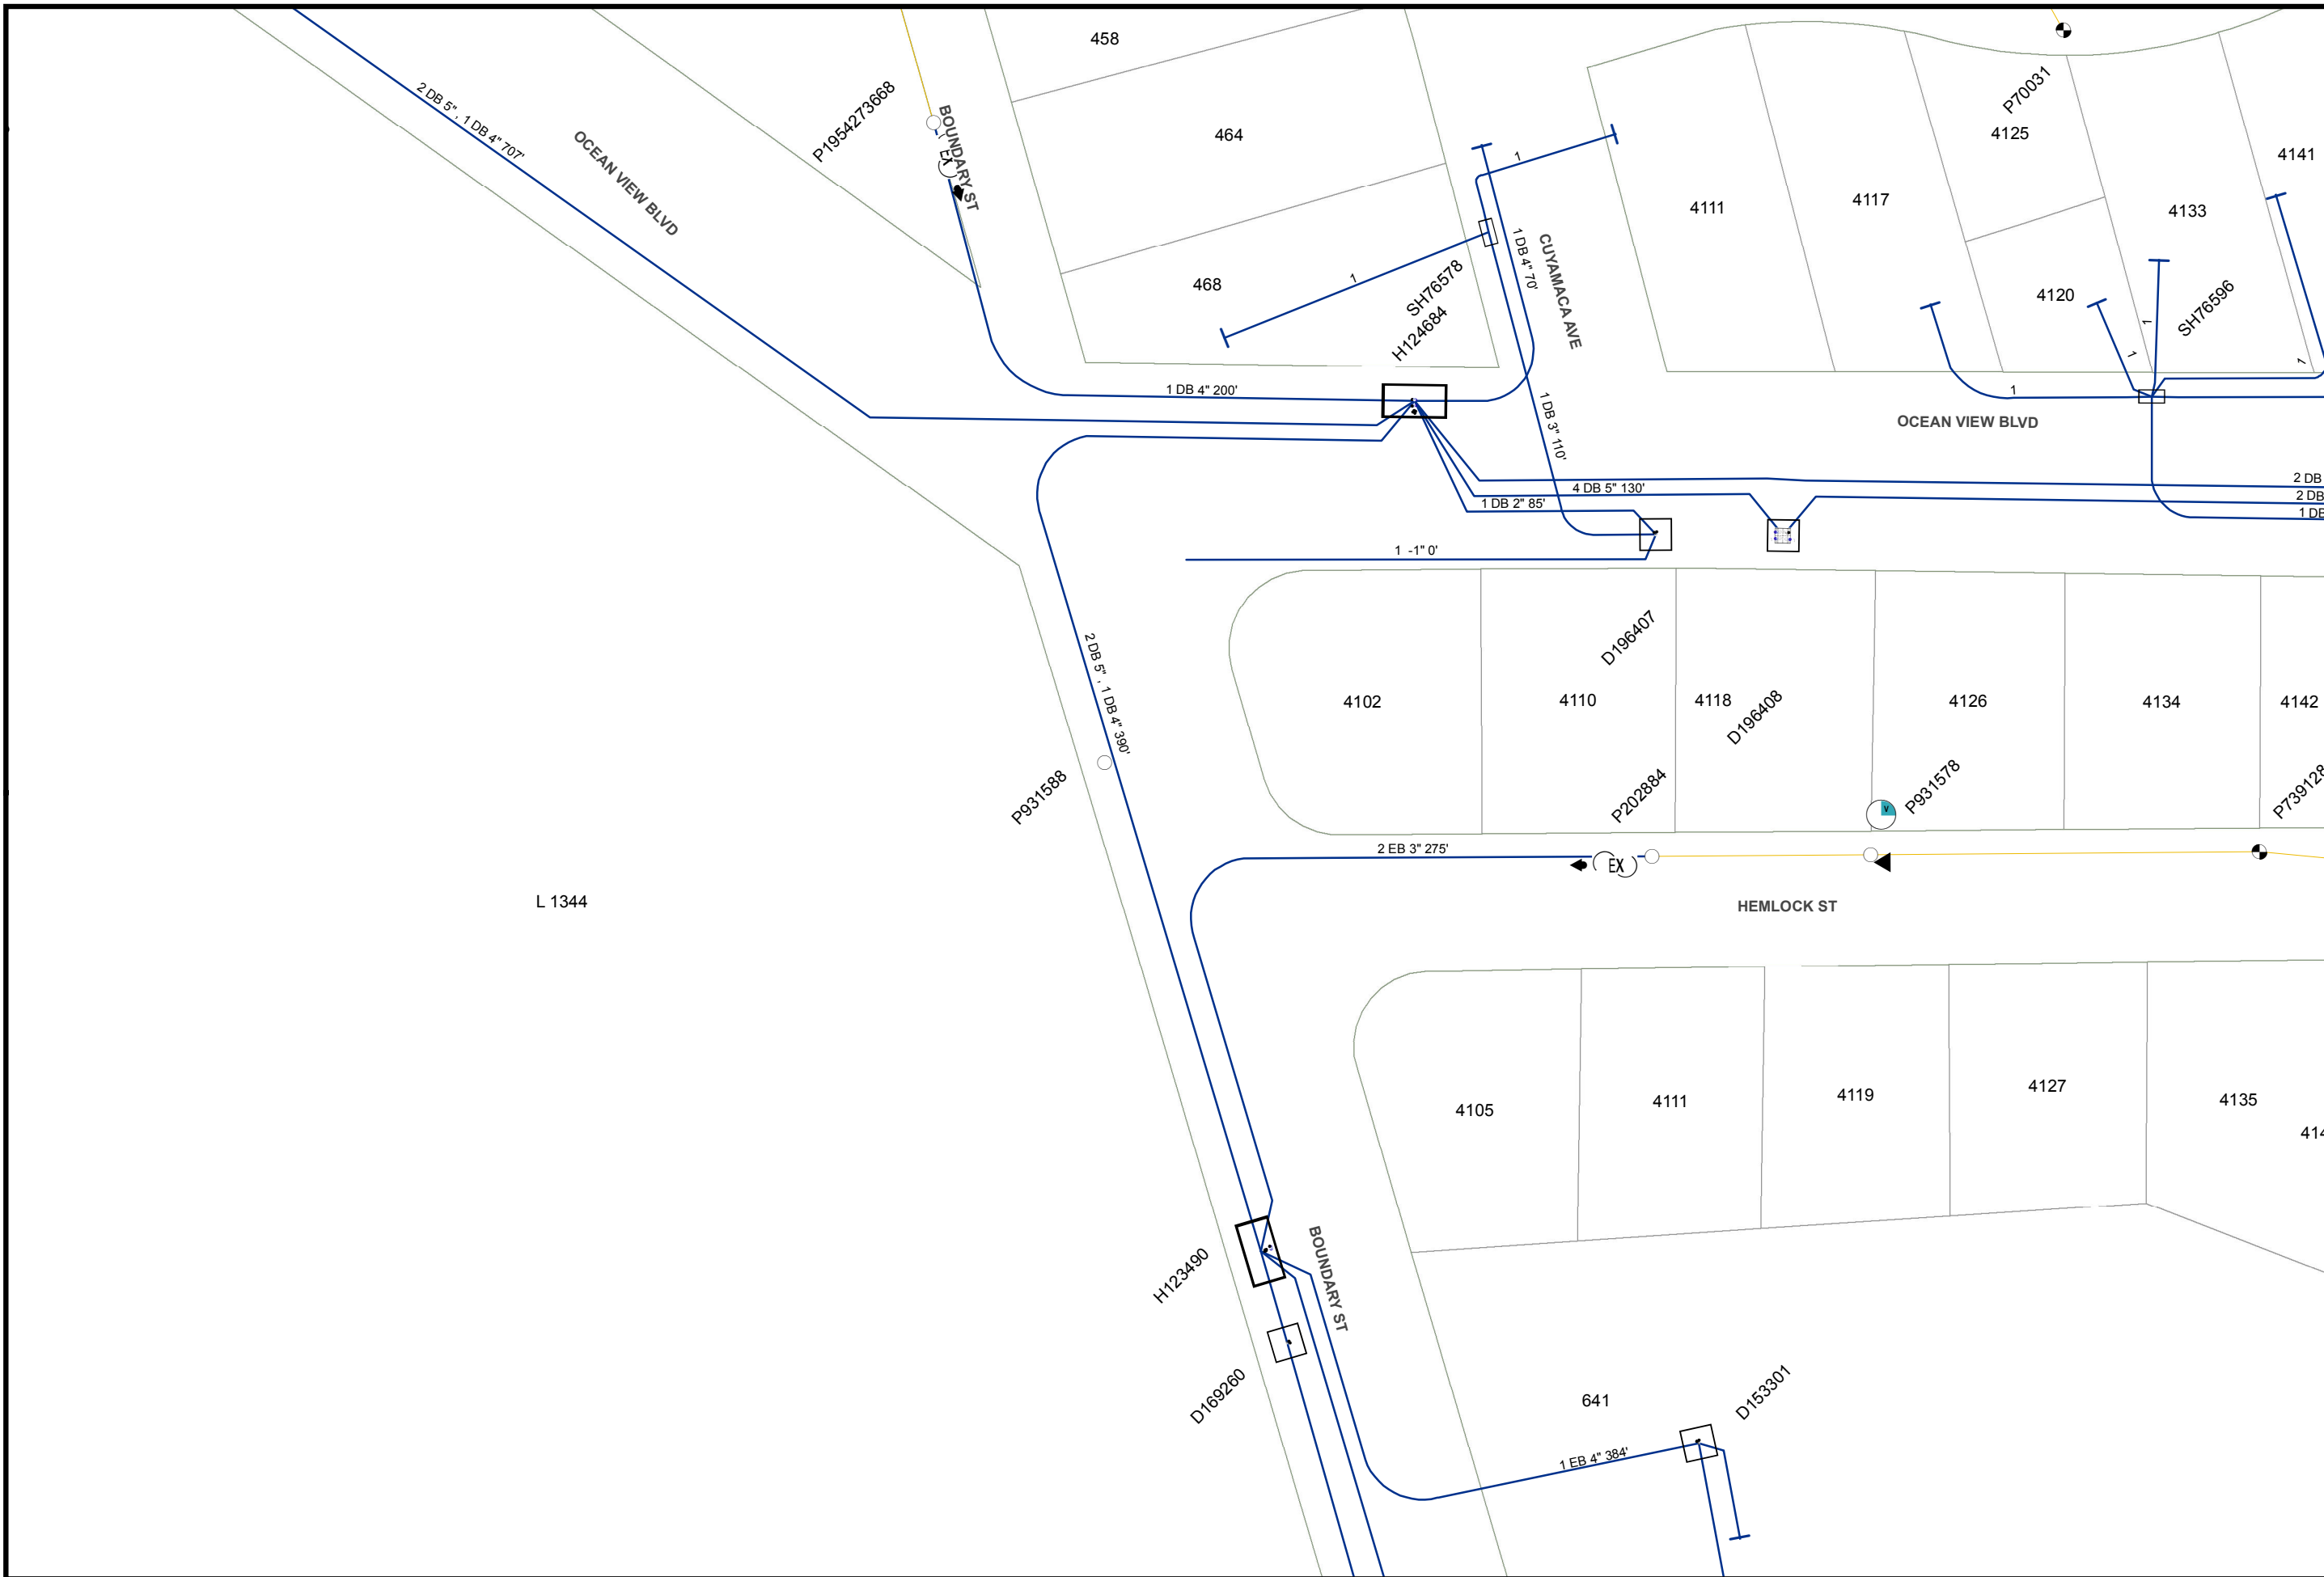 458
2 DB 5" , 1 DB 4" 707'
OCEAN VIEW BLVD
P1954273668
BOUNDARY ST
EX
464
468
1
1
SH76578
H124684
1 DB 4" 70'
CUYAMACA AVE
1 DB 3" 110'
4111
4117
P70031
4125
4120
4133
4141
SH76596
1
1
1
1
1 DB 4" 200'
OCEAN VIEW BLVD
4 DB 5" 130'
1 DB 2" 85'
1 -1" 0'
2 DB
2 DB
1 DB
2 DB 5" , 1 DB 4" 390'
P931588
4102
4110
D196407
4118
D196408
4126
4134
4142
P202884
P931578
V
P739128
2 EB 3" 275'
EX
HEMLOCK ST
L 1344
4105
4111
4119
4127
4135
414
H123490
BOUNDARY ST
D169260
641
D153301
1 EB 4" 384'